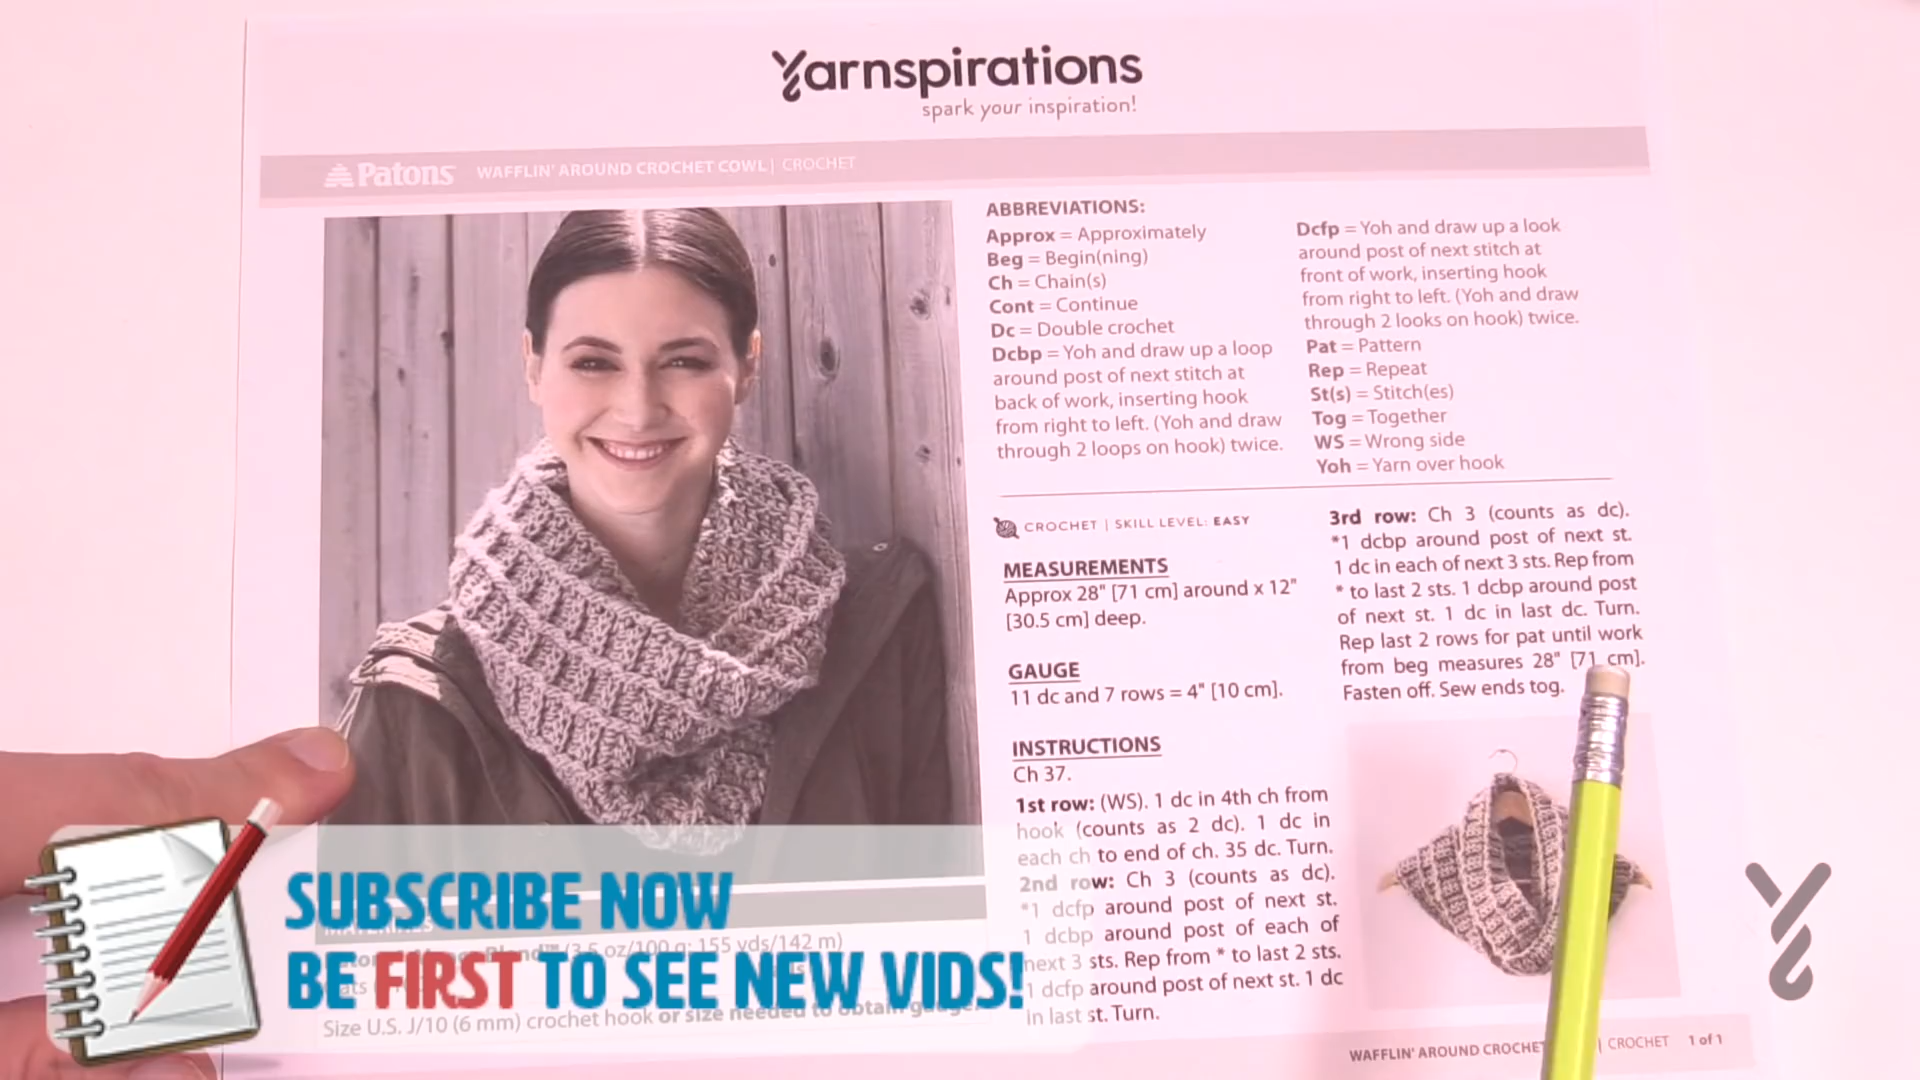 Yarnspirations
spark your inspiration!
Patons WAFFLIN' AROUND CROCHET COWL | CROCHET
ABBREVIATIONS:
Approx = Approximately
Beg = Begin(ning)
Ch = Chain(s)
Cont = Continue
Dc = Double crochet
Dcbp = Yoh and draw up a loop
around post of next stitch at
back of work, inserting hook
from right to left. (Yoh and draw
through 2 loops on hook) twice.
Dcfp = Yoh and draw up a look
around post of next stitch at
front of work, inserting hook
from right to left. (Yoh and draw
through 2 looks on hook) twice.
Pat = Pattern
Rep = Repeat
St(s) = Stitch(es)
Tog = Together
WS = Wrong side
Yoh = Yarn over hook
CROCHET | SKILL LEVEL: EASY
MEASUREMENTS
Approx 28" [71 cm] around x 12"
[30.5 cm] deep.
GAUGE
11 dc and 7 rows = 4" [10 cm].
INSTRUCTIONS
Ch 37.
1st row: (WS). 1 dc in 4th ch from
hook (counts as 2 dc). 1 dc in
each ch to end of ch. 35 dc. Turn.
2nd row: Ch 3 (counts as dc).
*1 dcfp around post of next st.
1 dcbp around post of each of
next 3 sts. Rep from * to last 2 sts.
1 dcfp around post of next st. 1 dc
in last st. Turn.
3rd row: Ch 3 (counts as dc).
*1 dcbp around post of next st.
1 dc in each of next 3 sts. Rep from
* to last 2 sts. 1 dcbp around post
of next st. 1 dc in last dc. Turn.
Rep last 2 rows for pat until work
from beg measures 28" [71 cm].
Fasten off. Sew ends tog.
MATERIALS
Blend™ (3.5 oz/100 g; 155 yds/142 m)
Size U.S. J/10 (6 mm) crochet hook or size needed to obtain gauge.
SUBSCRIBE NOW
BE FIRST TO SEE NEW VIDS!
WAFFLIN' AROUND CROCHET | CROCHET 1 of 1